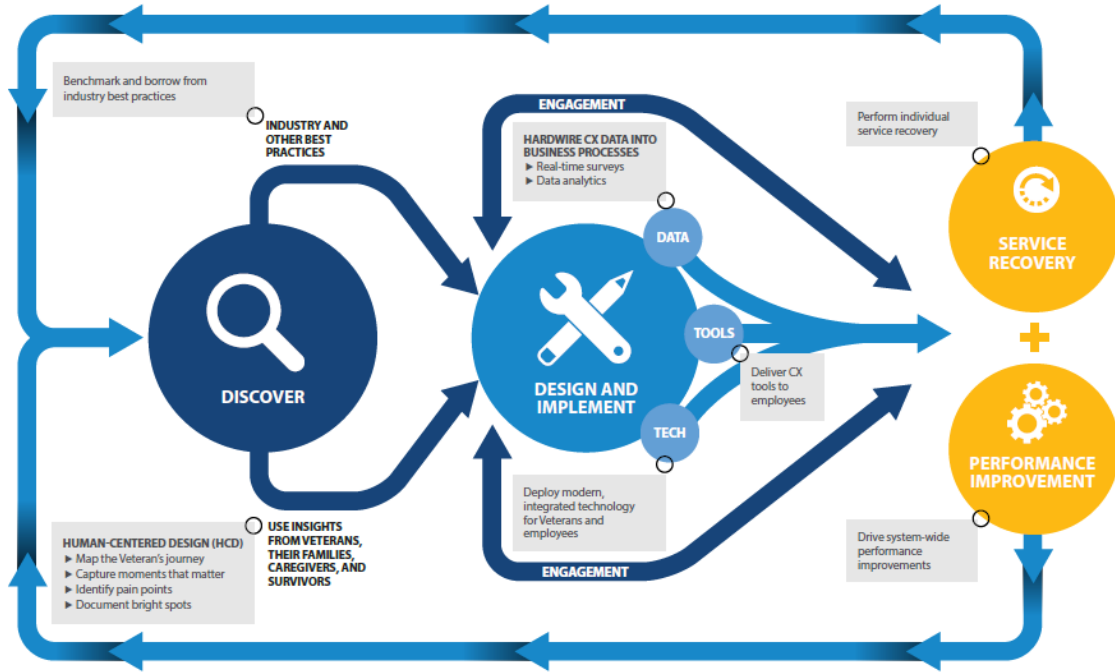 Benchmark and borrow from
industry best practices
INDUSTRY AND
OTHER BEST
PRACTICES
DISCOVER
HUMAN-CENTERED DESIGN (HCD)
► Map the Veteran's journey
► Capture moments that matter
► Identify pain points
► Document bright spots
USE INSIGHTS
FROM VETERANS,
THEIR FAMILIES,
CAREGIVERS, AND
SURVIVORS
ENGAGEMENT
HARDWIRE CX DATA INTO
BUSINESS PROCESSES
► Real-time surveys
► Data analytics
DATA
TOOLS
TECH
DESIGN AND
IMPLEMENT
Deliver CX
tools to
employees
Deploy modern,
integrated technology
for Veterans and
employees
ENGAGEMENT
Perform individual
service recovery
SERVICE
RECOVERY
+
PERFORMANCE
IMPROVEMENT
Drive system-wide
performance
improvements